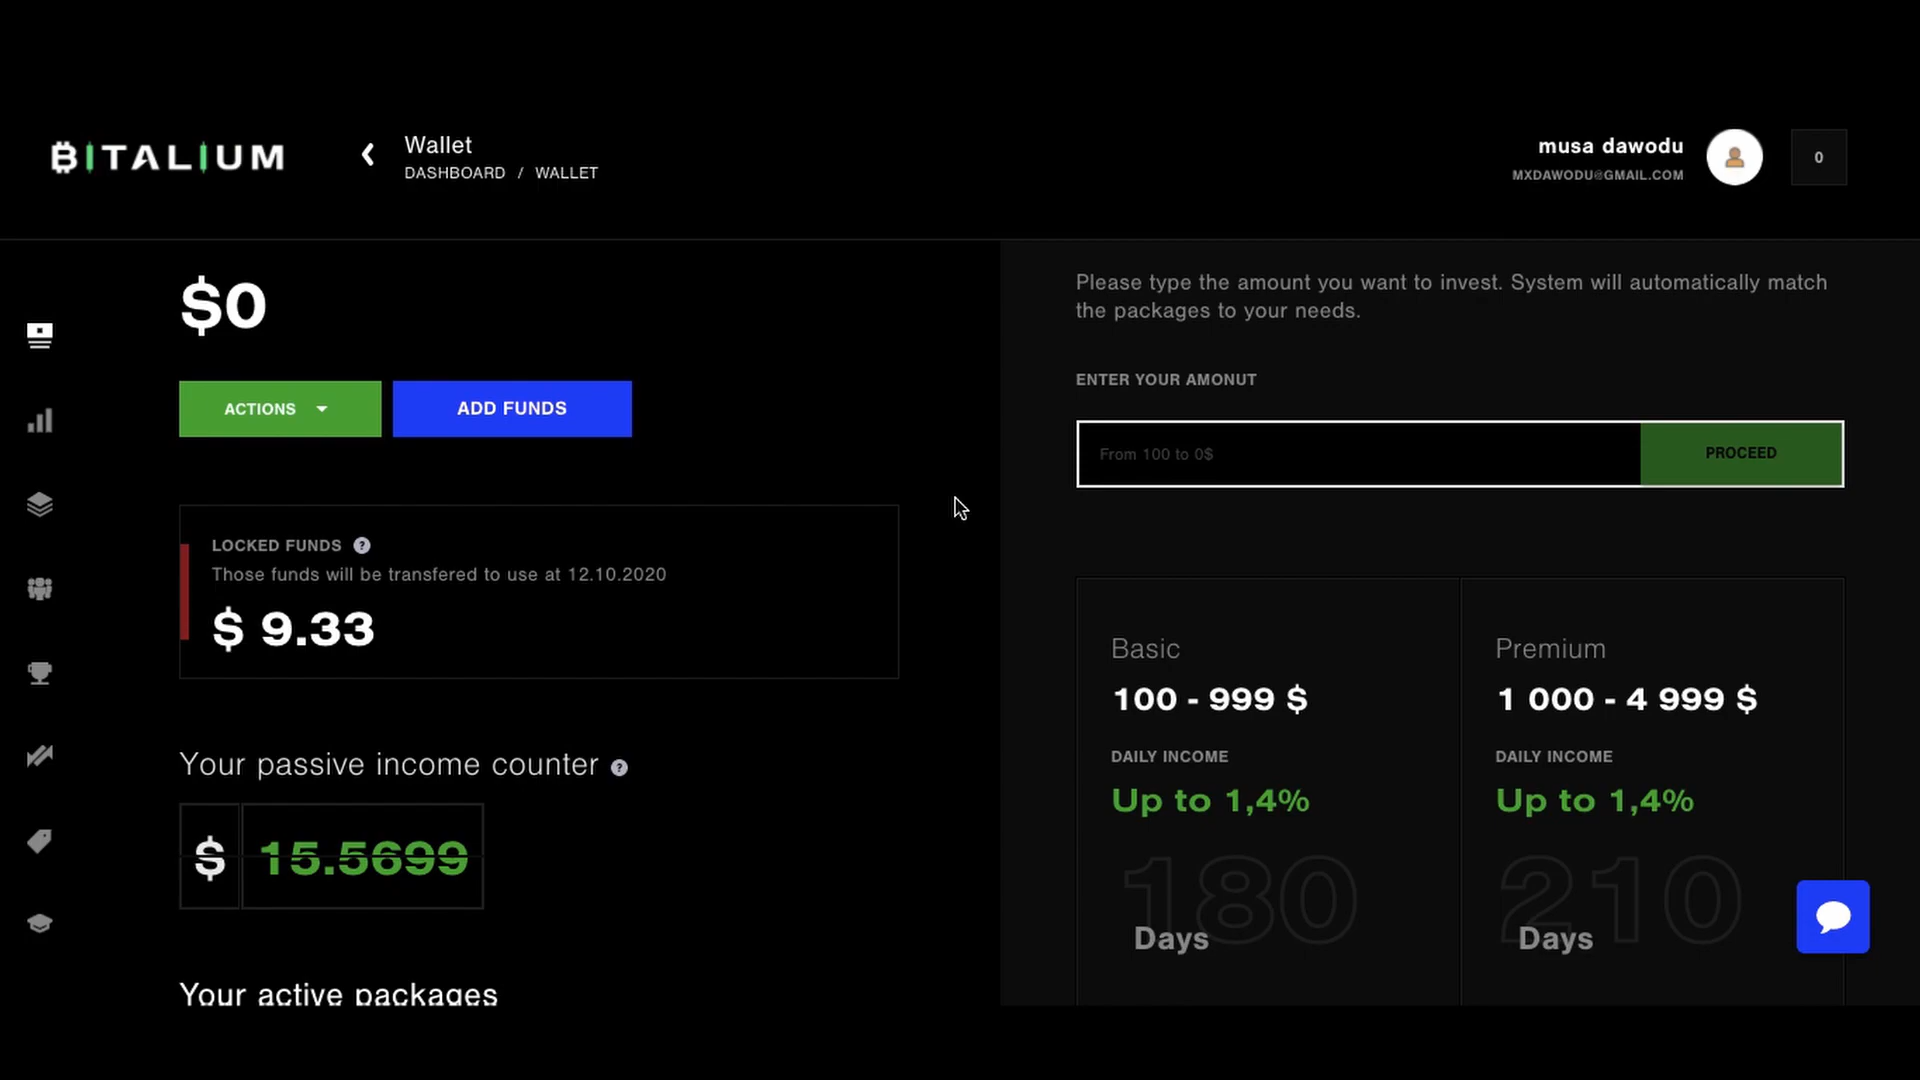 BITALIUM
Wallet
DASHBOARD / WALLET
musa dawodu
MXDAWODU@GMAIL.COM
0
$0
ACTIONS
ADD FUNDS
LOCKED FUNDS ?
Those funds will be transfered to use at 12.10.2020
$ 9.33
Your passive income counter ?
$ 15.5699
Your active packages
Please type the amount you want to invest. System will automatically match
the packages to your needs.
ENTER YOUR AMONUT
From 100 to 0$
PROCEED
Basic
100 - 999 $
DAILY INCOME
Up to 1,4%
180
Days
Premium
1 000 - 4 999 $
DAILY INCOME
Up to 1,4%
210
Days